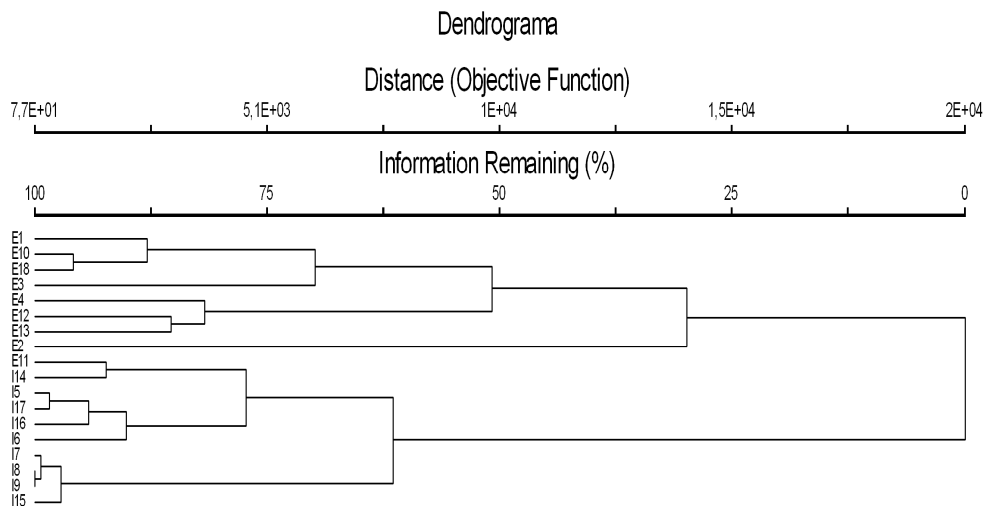 Dendrograma
Distance (Objective Function)
7,7E+01 5,1E+03 1E+04 1,5E+04 2E+04
Information Remaining (%)
100 75 50 25 0
E1
E10
E18
E3
E4
E12
E13
E2
E11
I14
I5
I17
I16
I6
I7
I8
I9
I15